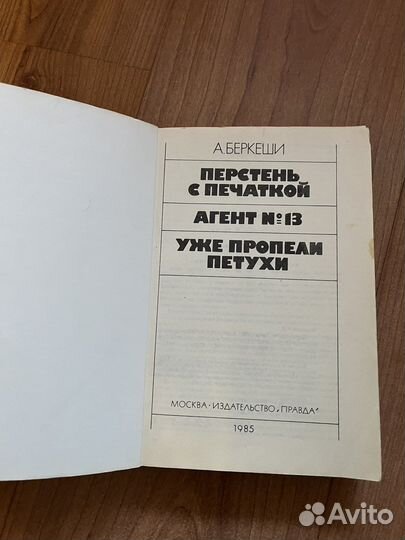 А. БЕРКЕШИ
ПЕРСТЕНЬ
С ПЕЧАТКОЙ
АГЕНТ № 13
УЖЕ ПРОПЕЛИ
ПЕТУХИ
МОСКВА · ИЗДАТЕЛЬСТВО „ПРАВДА“
1985
Avito